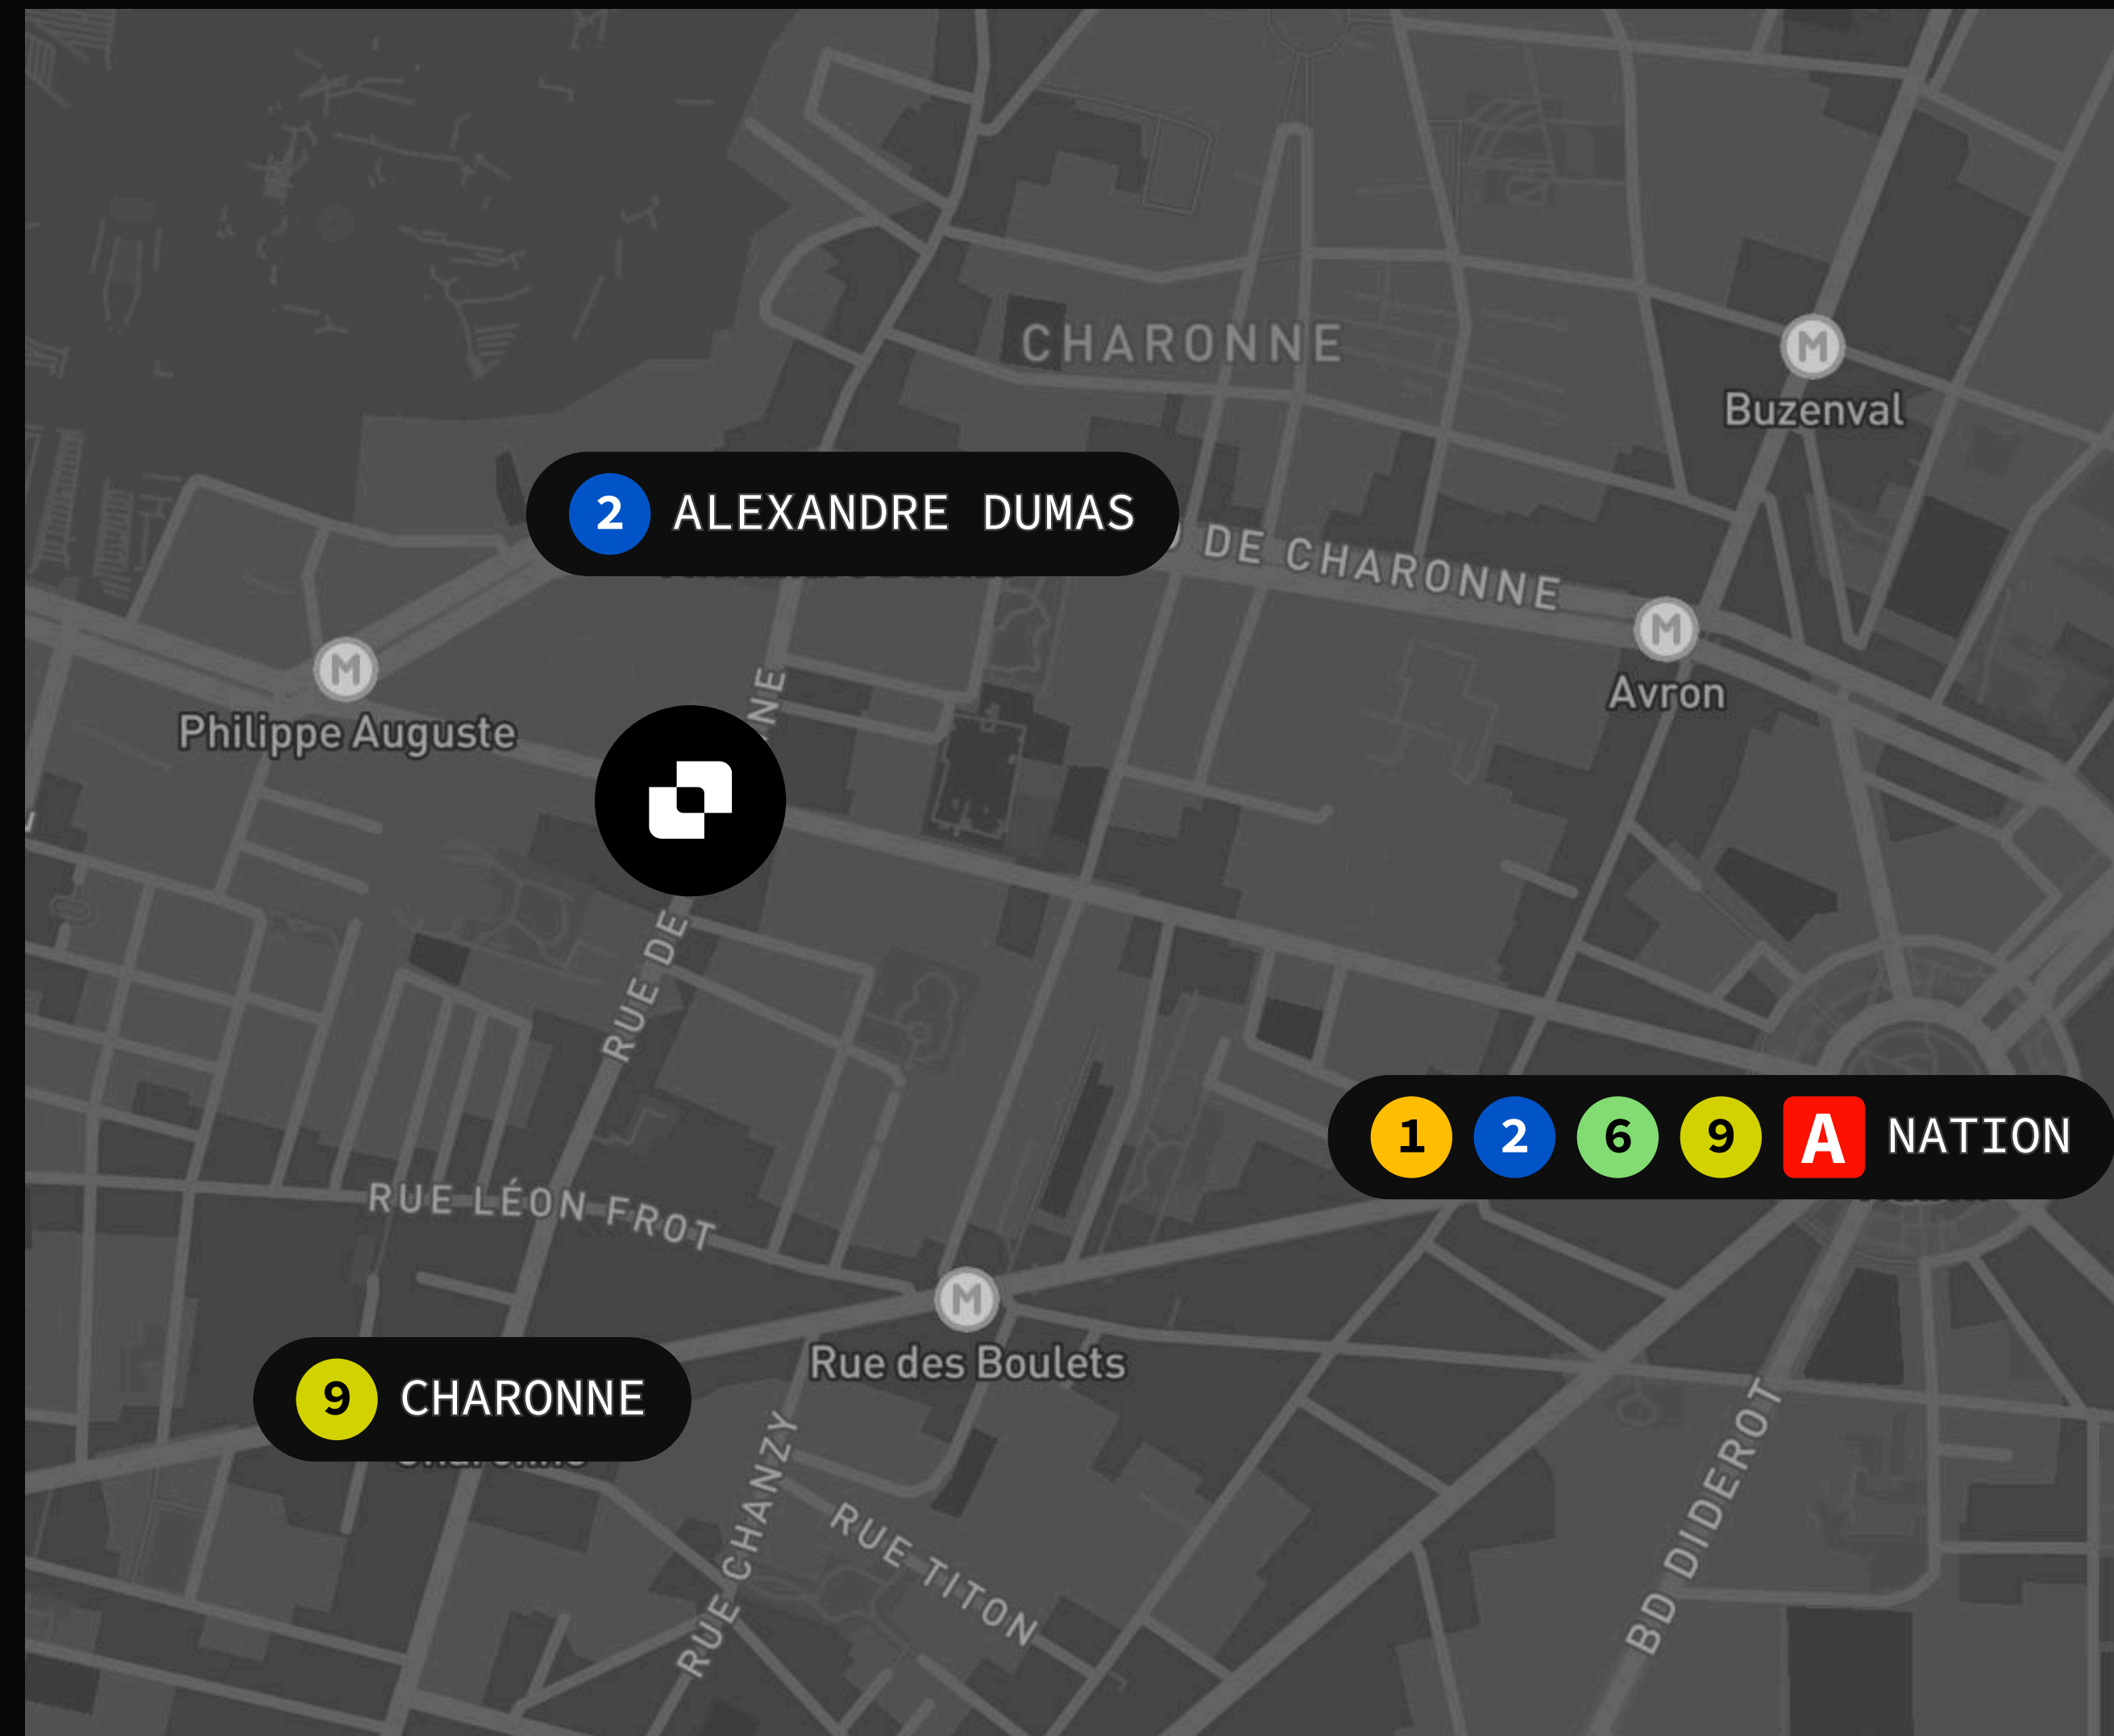 CHARONNE
M
Buzenval
2 ALEXANDRE DUMAS
DE CHARONNE
M
Avron
M
Philippe Auguste
RUE DE
1 2 6 9 A NATION
RUE LÉON FROT
M
Rue des Boulets
9 CHARONNE
RUE CHANZY
RUE TITON
BD DIDEROT